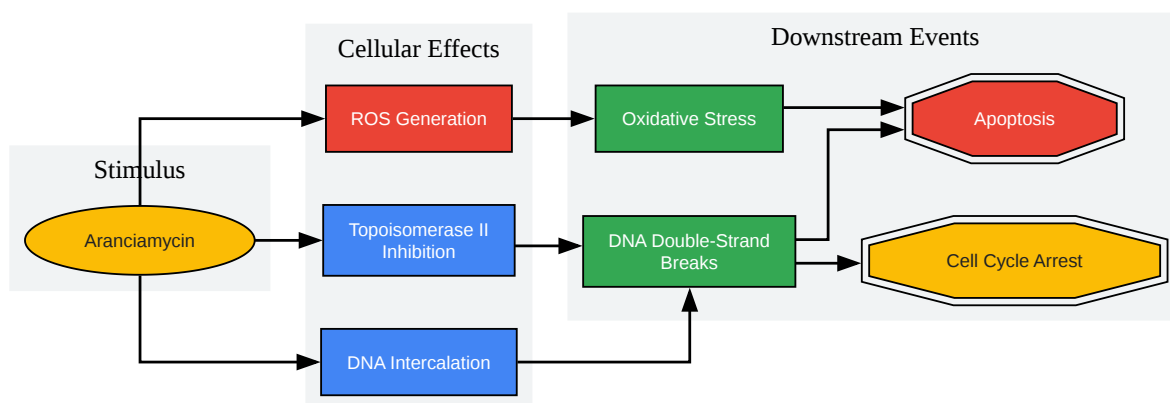 Stimulus
Aranciamycin
Cellular Effects
ROS Generation
Topoisomerase II
Inhibition
DNA Intercalation
Downstream Events
Oxidative Stress
DNA Double-Strand
Breaks
Apoptosis
Cell Cycle Arrest